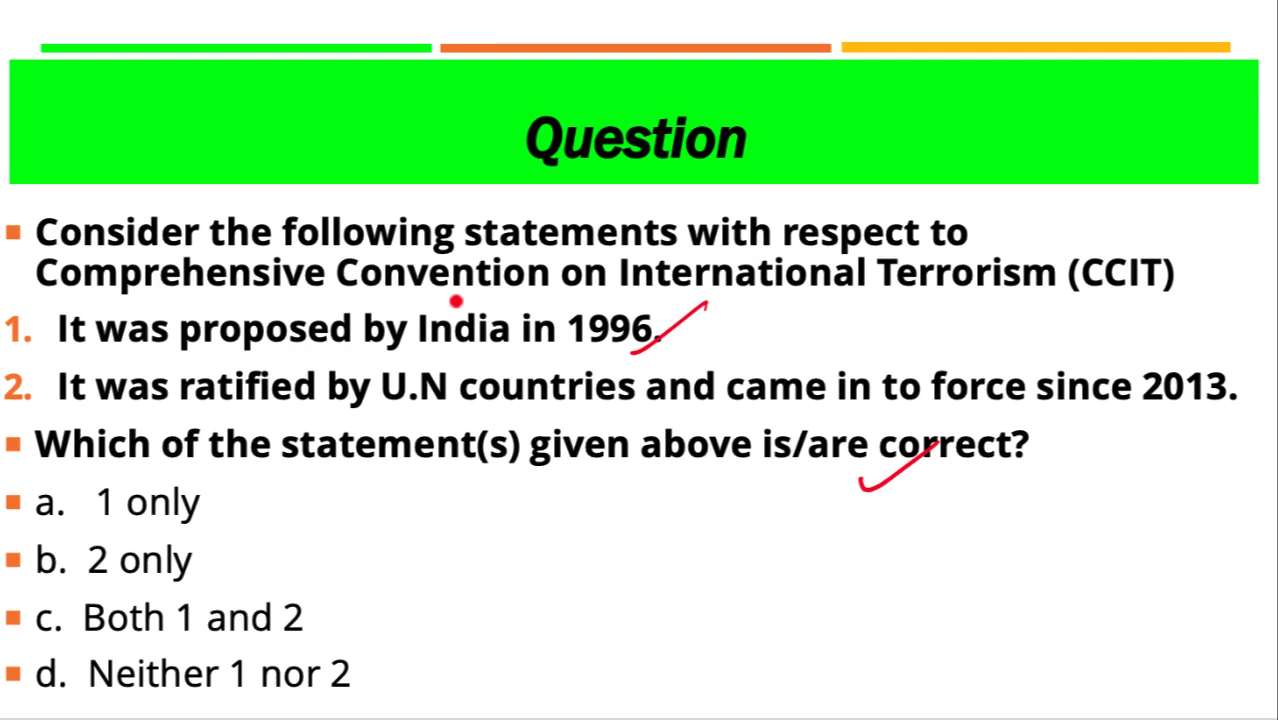 Question
Consider the following statements with respect to
Comprehensive Convention on International Terrorism (CCIT)
1. It was proposed by India in 1996.
2. It was ratified by U.N countries and came in to force since 2013.
Which of the statement(s) given above is/are correct?
a. 1 only
b. 2 only
c. Both 1 and 2
d. Neither 1 nor 2